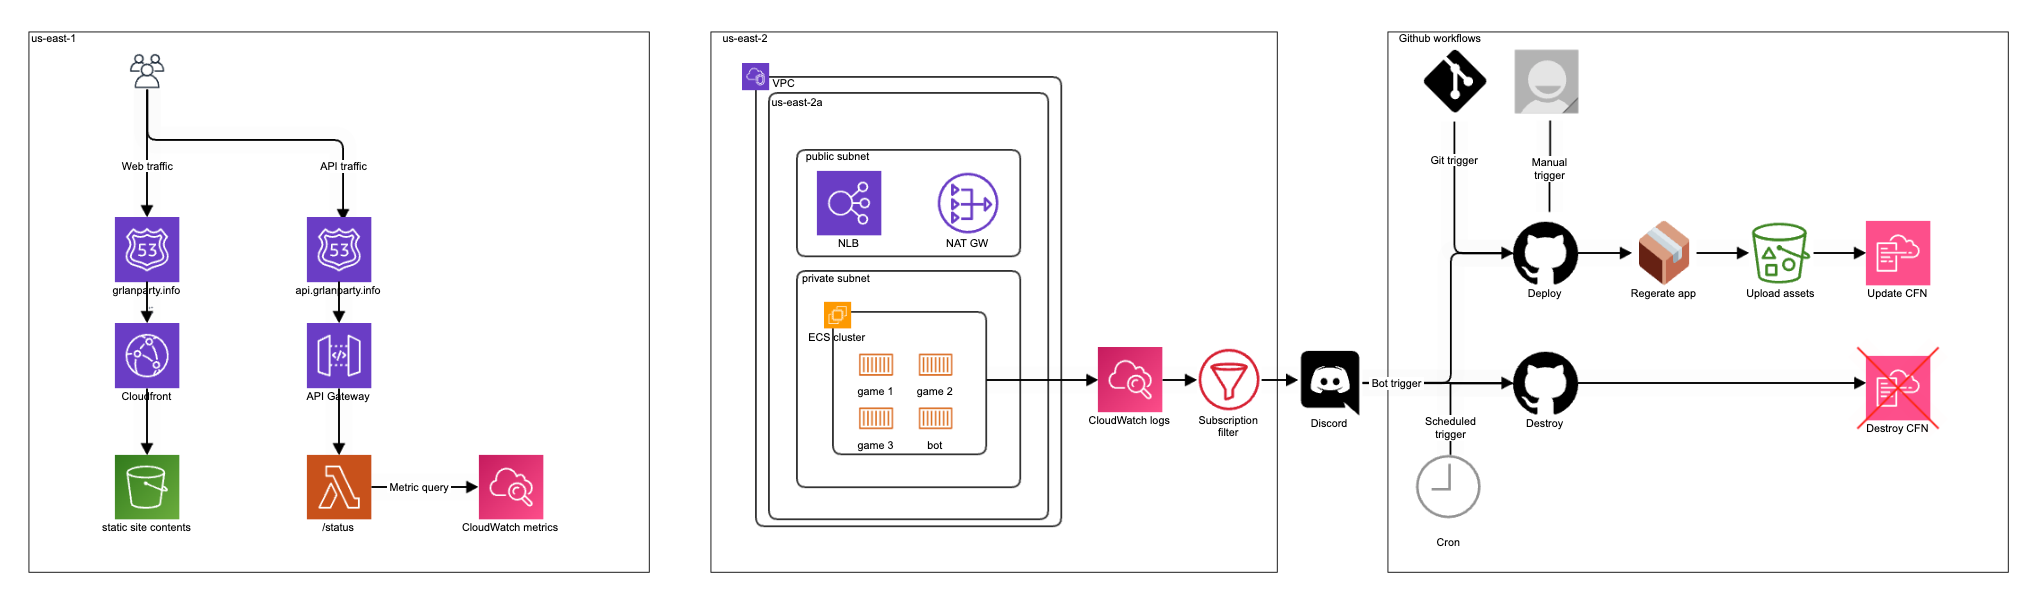 us-east-1
Web traffic
API traffic
53
53
grlanparty.info
api.grlanparty.info
Cloudfront
API Gateway
static site contents
/status
Metric query
CloudWatch metrics
us-east-2
VPC
us-east-2a
public subnet
NLB
NAT GW
private subnet
ECS cluster
game 1
game 2
game 3
bot
CloudWatch logs
Subscription
filter
Discord
Github workflows
Git trigger
Manual
trigger
Deploy
Regerate app
Upload assets
Update CFN
Bot trigger
Destroy
Destroy CFN
Scheduled
trigger
Cron